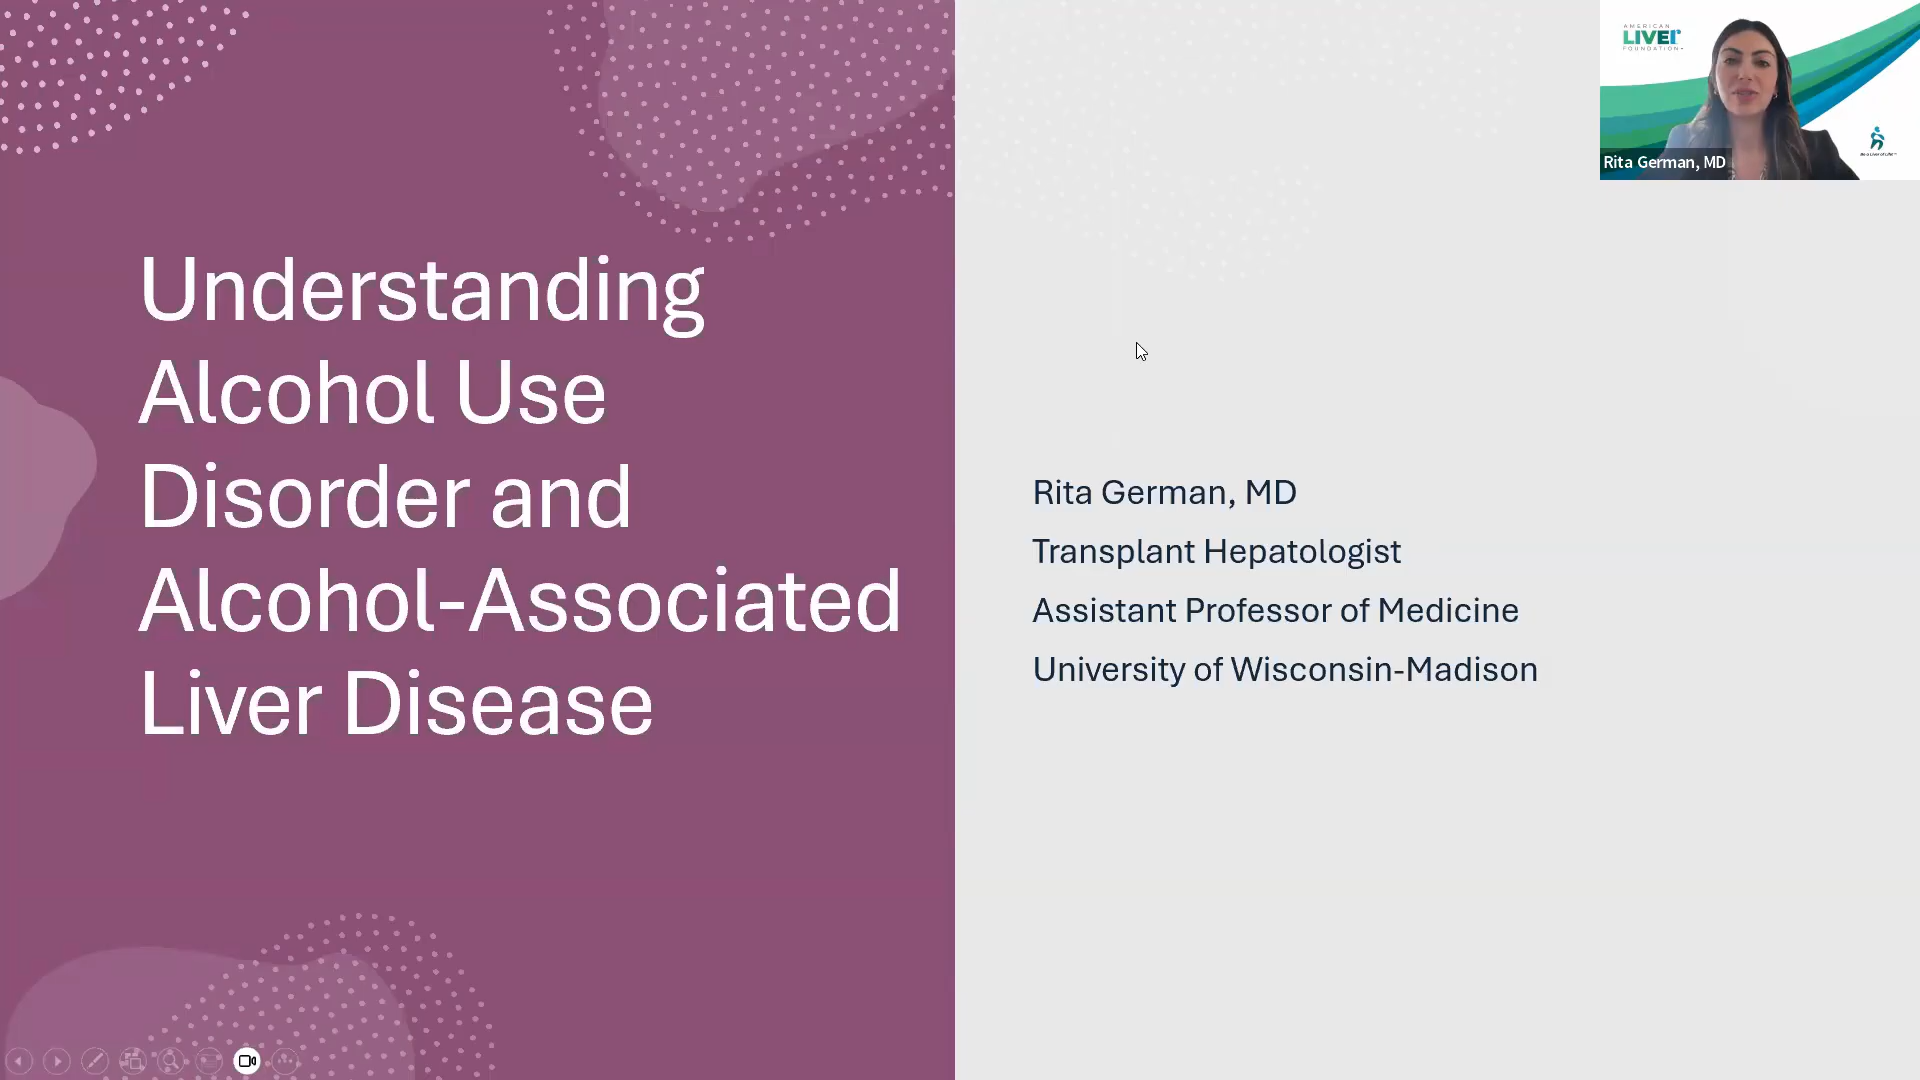 Understanding
Alcohol Use
Disorder and
Alcohol-Associated
Liver Disease
Rita German, MD
Transplant Hepatologist
Assistant Professor of Medicine
University of Wisconsin-Madison
AMERICAN
LIVER
FOUNDATION
Rita German, MD